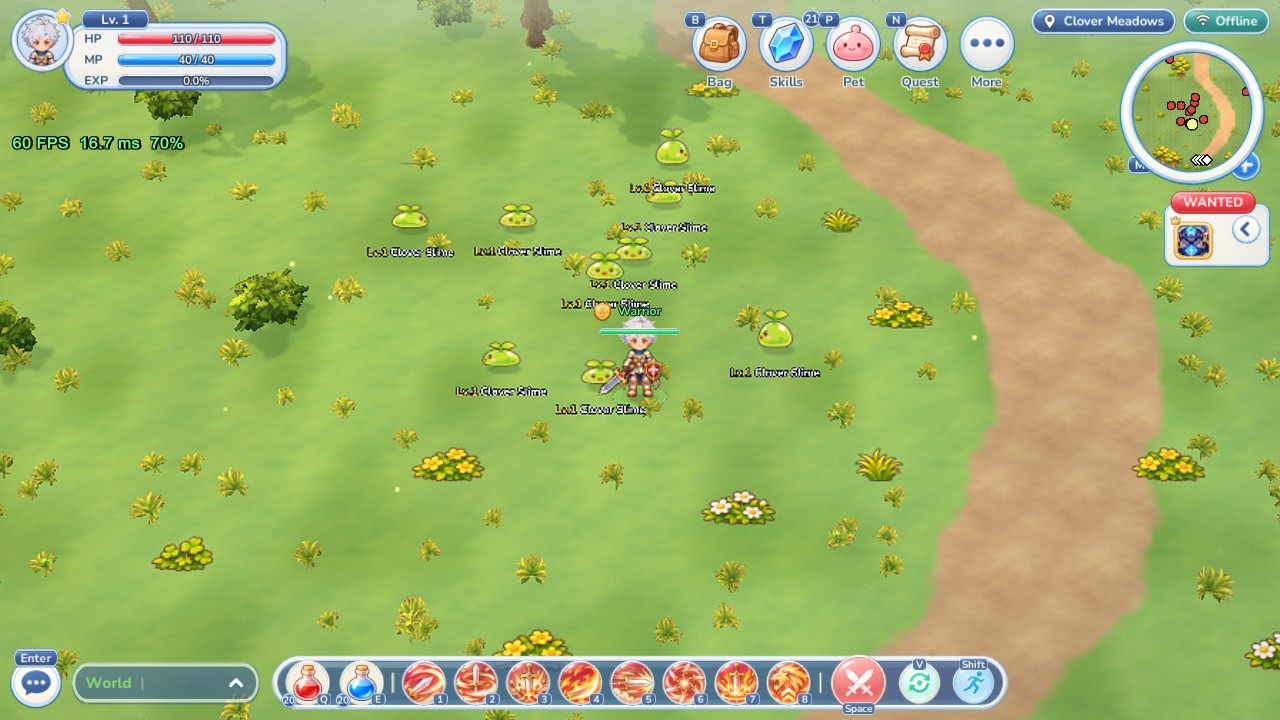 Lv. 1
HP 110 / 110
MP 40 / 40
EXP 0.0%
60 FPS 16.7 ms 70%
B
Bag
T
Skills
21
P
Pet
N
Quest
More
Clover Meadows
Offline
M
WANTED
Lv.1 Clover Slime
Lv.1 Clover Slime
Lv.1 Clover Slime
Lv.1 Clover Slime
Lv.1 Clover Slime
Lv.1 Clover Slime
Warrior
Lv.1 Clover Slime
Lv.1 Clover Slime
Lv.1 Clover Slime
Enter
World
20 Q
20 E
1
2
3
4
5
6
7
8
Space
V
Shift